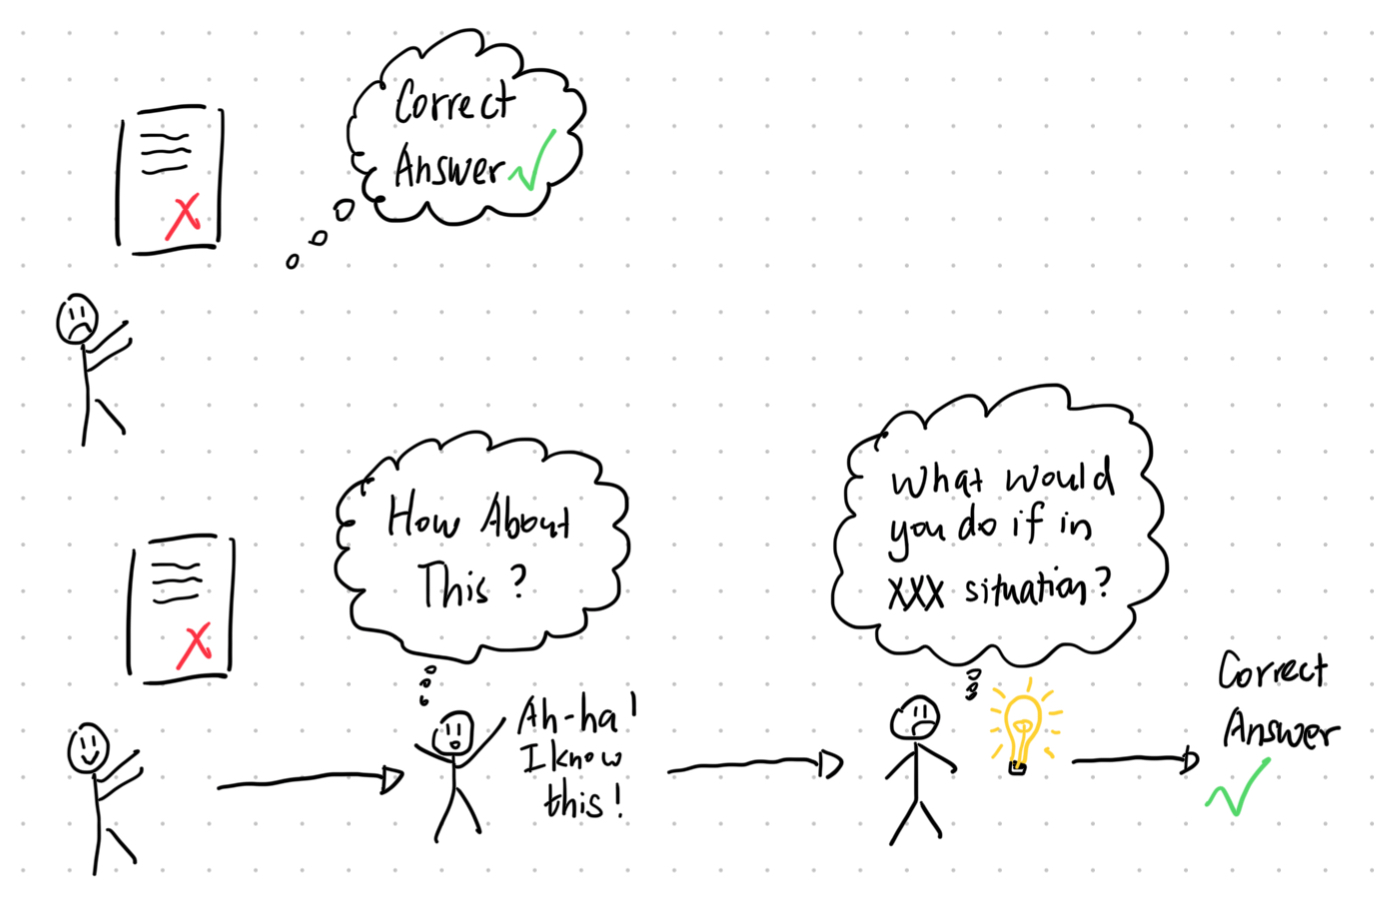 Correct
Answer
How About
This?
What would
you do if in
XXX situation?
Ah-ha!
I know
this!
Correct
Answer